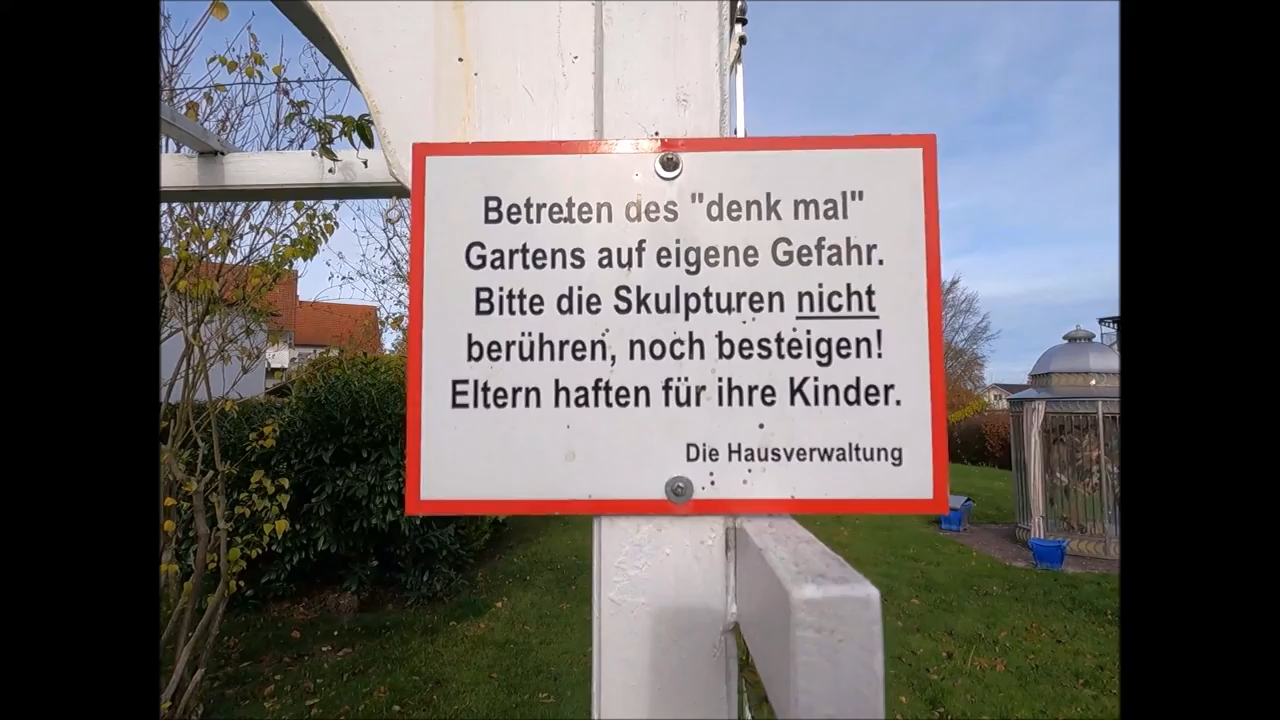 Betreten des "denk mal"
Gartens auf eigene Gefahr.
Bitte die Skulpturen nicht
berühren, noch besteigen!
Eltern haften für ihre Kinder.
Die Hausverwaltung